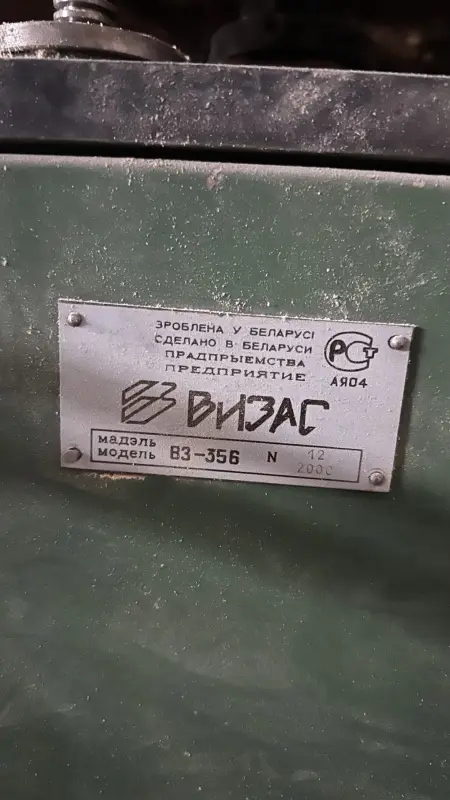 ЗРОБЛЕНА У БЕЛАРУСІ
СДЕЛАНО В БЕЛАРУСИ
ПРАДПРЫЕМСТВА
ПРЕДПРИЯТИЕ
РСТ
АЯ04
ВИЗАС
мадэль
модель ВЗ-356 N 12
2000